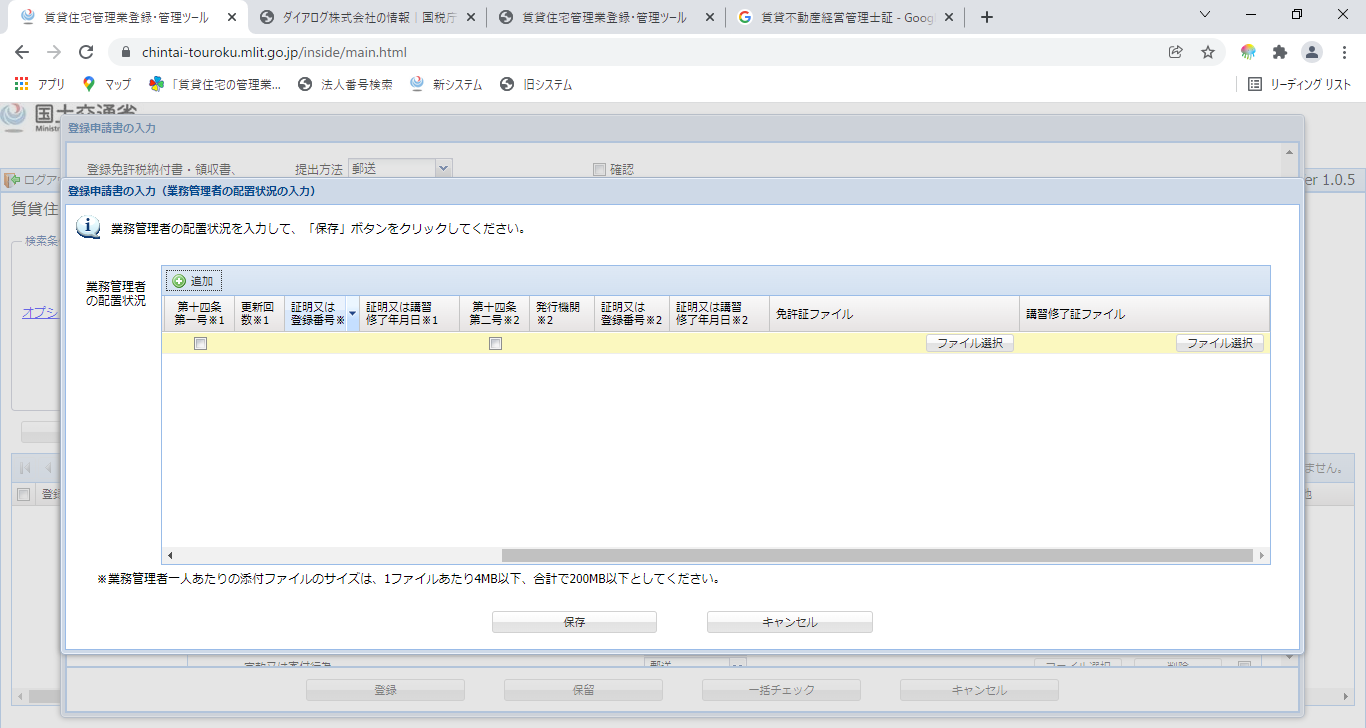 賃貸住宅管理業登録・管理ツール
ダイアログ株式会社の情報｜国税庁
賃貸住宅管理業登録・管理ツール
賃貸不動産経営管理士証 - Goog
chintai-touroku.mlit.go.jp/inside/main.html
アプリ
マップ
「賃貸住宅の管理業...
法人番号検索
新システム
旧システム
リーディング リスト
国土交通省
登録申請書の入力
登録免許税納付書・領収書、
提出方法
郵送
確認
ログア
er 1.0.5
登録申請書の入力（業務管理者の配置状況の入力）
賃貸住
業務管理者の配置状況を入力して、「保存」ボタンをクリックしてください。
検索条
オプシ
業務管理者
の配置状況
追加
第十四条
第一号※1
更新回
数※1
証明又は
登録番号※
証明又は講習
修了年月日※1
第十四条
第二号※2
発行機関
※2
証明又は
登録番号※2
証明又は講習
修了年月日※2
免許証ファイル
講習修了証ファイル
ファイル選択
ファイル選択
ません。
登録
※業務管理者一人あたりの添付ファイルのサイズは、1ファイルあたり4MB以下、合計で200MB以下としてください。
保存
キャンセル
登録
保留
一括チェック
キャンセル